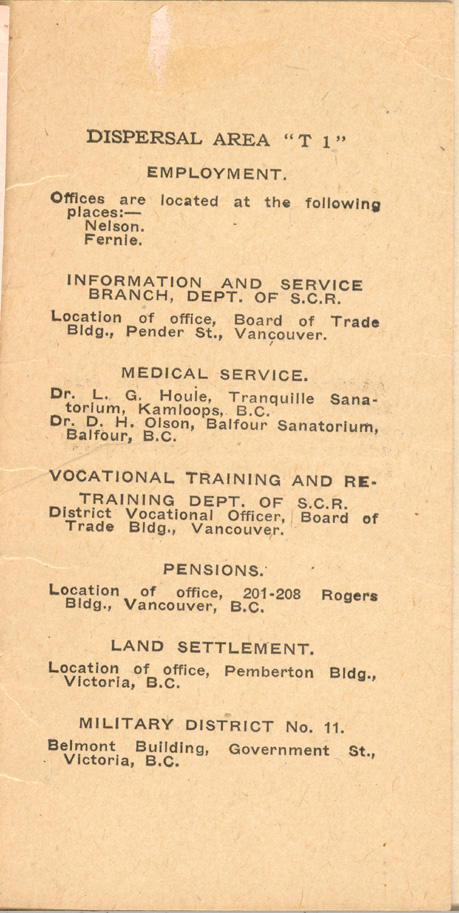 DISPERSAL AREA "T 1"
EMPLOYMENT.
Offices are located at the following
places:—
Nelson.
Fernie.
INFORMATION AND SERVICE
BRANCH, DEPT. OF S.C.R.
Location of office, Board of Trade
Bldg., Pender St., Vancouver.
MEDICAL SERVICE.
Dr. L. G. Houle, Tranquille Sana-
torium, Kamloops, B.C.
Dr. D. H. Olson, Balfour Sanatorium,
Balfour, B.C.
VOCATIONAL TRAINING AND RE-
TRAINING DEPT. OF S.C.R.
District Vocational Officer, Board of
Trade Bldg., Vancouver.
PENSIONS.
Location of office, 201-208 Rogers
Bldg., Vancouver, B.C.
LAND SETTLEMENT.
Location of office, Pemberton Bldg.,
Victoria, B.C.
MILITARY DISTRICT No. 11.
Belmont Building, Government St.,
Victoria, B.C.